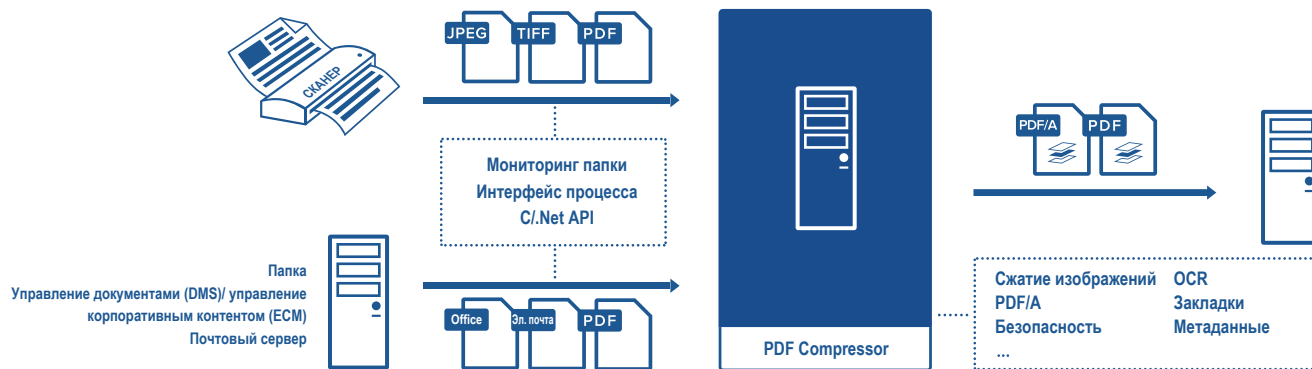 JPEG
TIFF
PDF
СКАНЕР
Мониторинг папки
Интерфейс процесса
C/.Net API
Папка
Управление документами (DMS)/ управление
корпоративным контентом (ECM)
Почтовый сервер
Office
Эл. почта
PDF
PDF Compressor
PDF/A
PDF
Сжатие изображений
OCR
PDF/A
Закладки
Безопасность
Метаданные
...